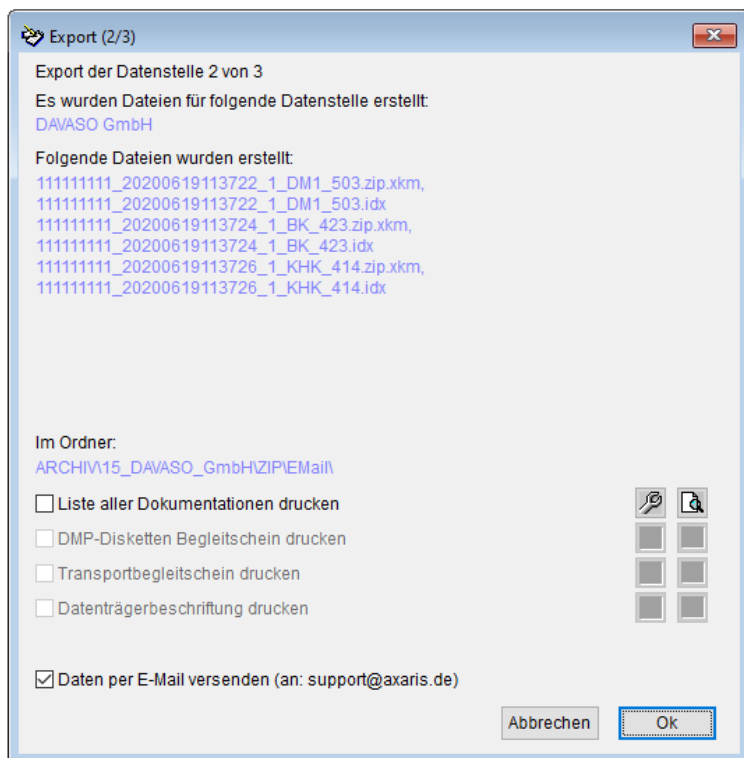 Export (2/3)
Export der Datenstelle 2 von 3
Es wurden Dateien für folgende Datenstelle erstellt:
DAVASO GmbH
Folgende Dateien wurden erstellt:
111111111_20200619113722_1_DM1_503.zip.xkm,
111111111_20200619113722_1_DM1_503.idx
111111111_20200619113724_1_BK_423.zip.xkm,
111111111_20200619113724_1_BK_423.idx
111111111_20200619113726_1_KHK_414.zip.xkm,
111111111_20200619113726_1_KHK_414.idx
Im Ordner:
ARCHIV\15_DAVASO_GmbH\ZIP\EMail\
Liste aller Dokumentationen drucken
DMP-Disketten Begleitschein drucken
Transportbegleitschein drucken
Datenträgerbeschriftung drucken
Daten per E-Mail versenden (an: support@axaris.de)
Abbrechen Ok